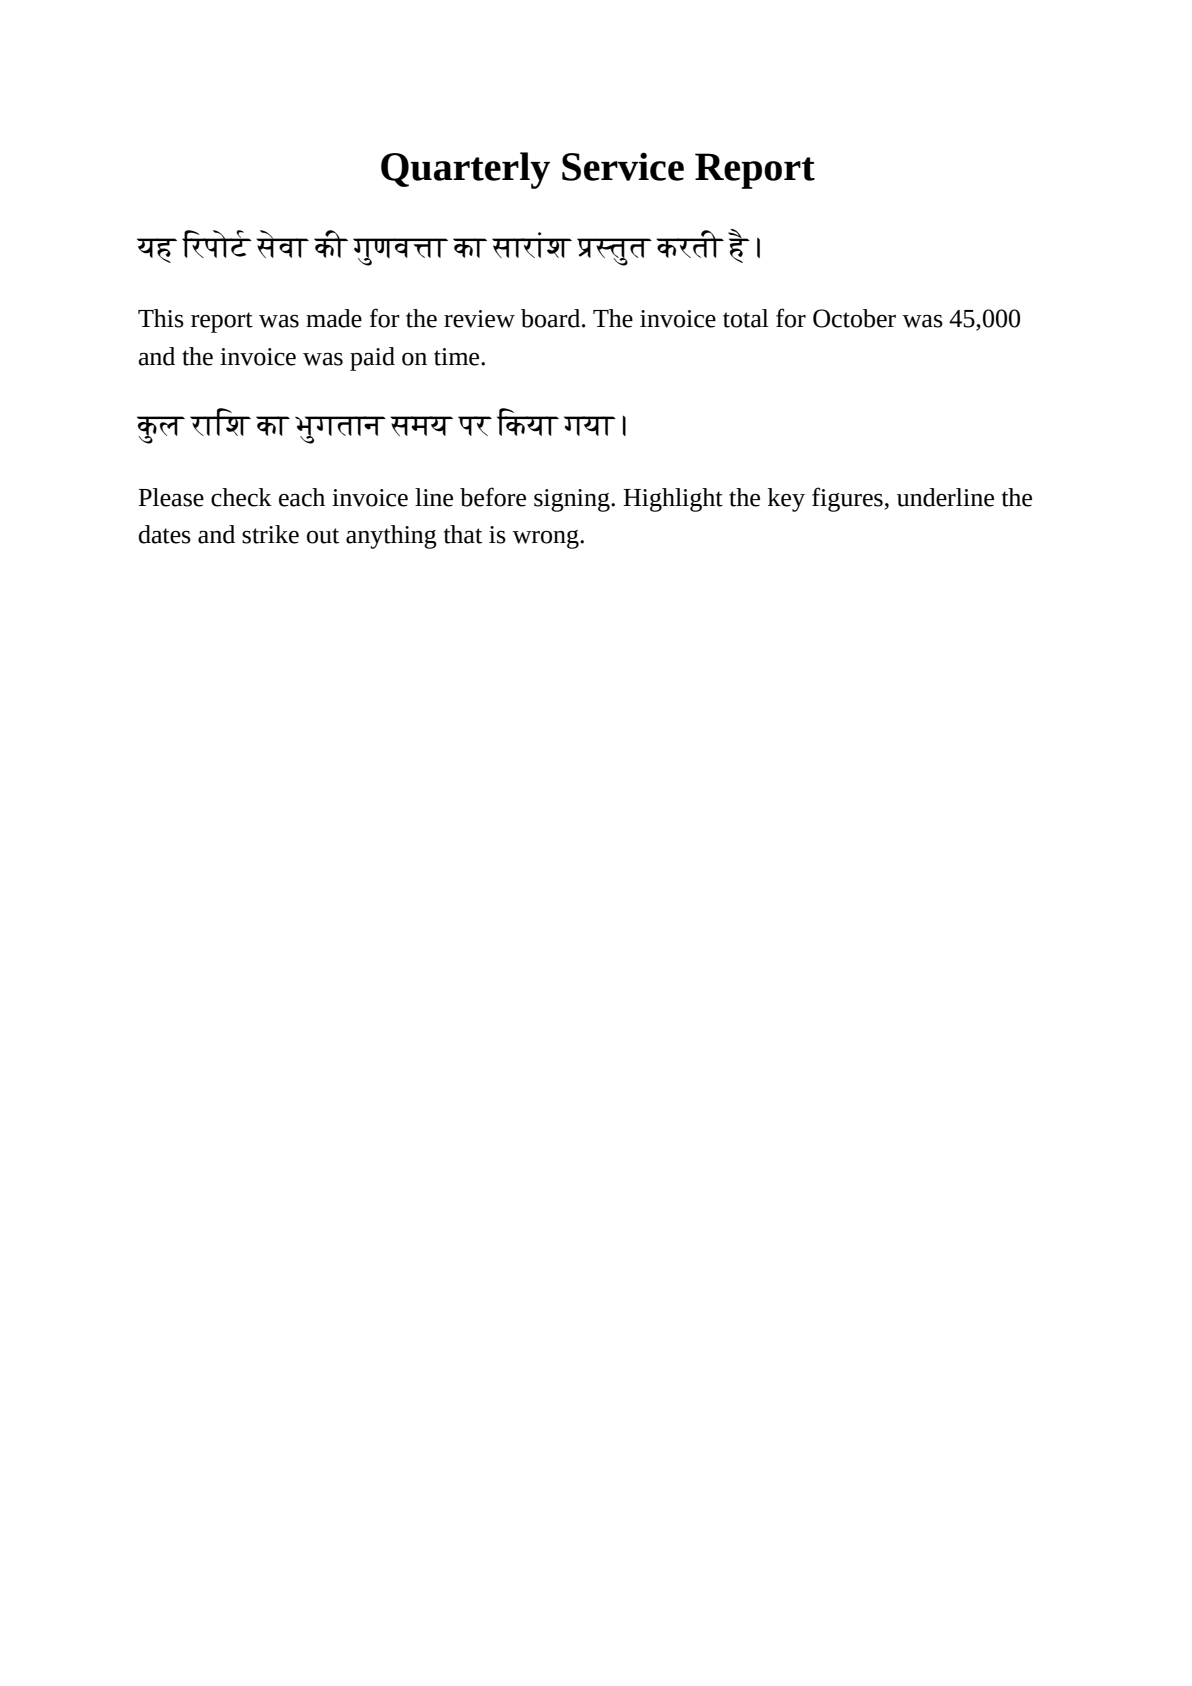 Quarterly Service Report
यह रिपोर्ट सेवा की गुणवत्ता का सारांश प्रस्तुत करती है।
This report was made for the review board. The invoice total for October was 45,000
and the invoice was paid on time.
कुल राशि का भुगतान समय पर किया गया।
Please check each invoice line before signing. Highlight the key figures, underline the
dates and strike out anything that is wrong.